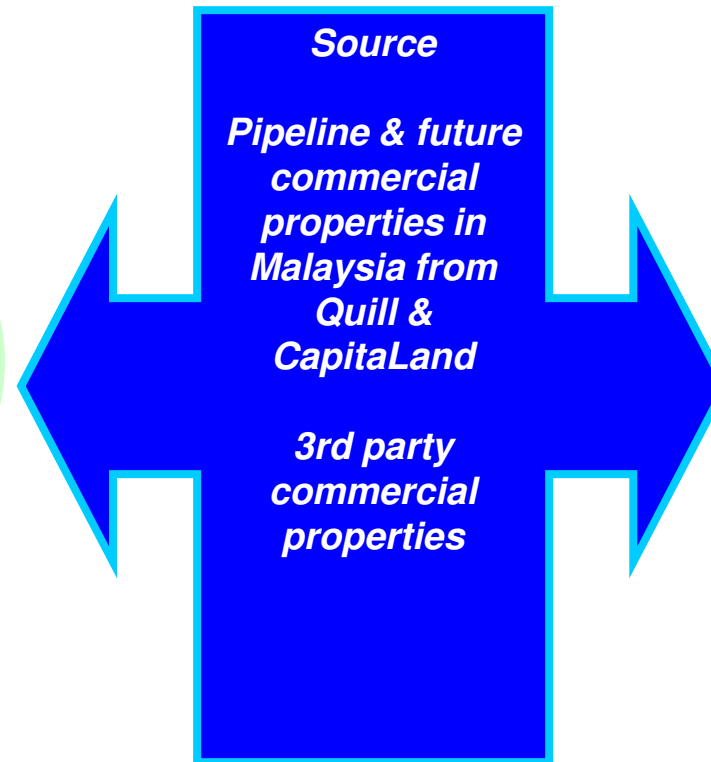 Source
Pipeline & future
commercial
properties in
Malaysia from
Quill &
CapitaLand
3rd party
commercial
properties